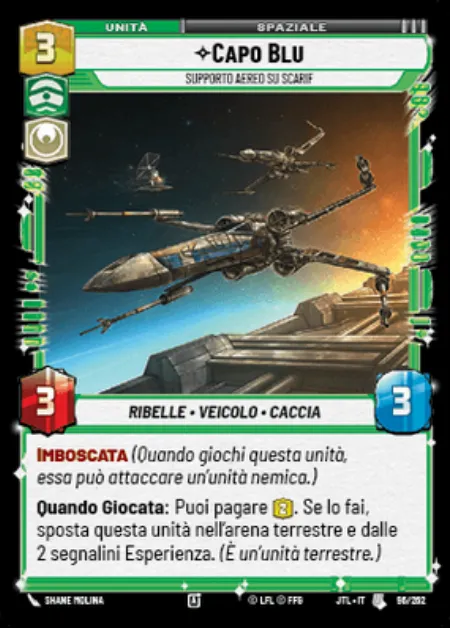 UNITÀ
SPAZIALE
3
✧CAPO BLU
SUPPORTO AEREO SU SCARIF
3
RIBELLE • VEICOLO • CACCIA
3
IMBOSCATA (Quando giochi questa unità,
essa può attaccare un'unità nemica.)
Quando Giocata: Puoi pagare 2. Se lo fai,
sposta questa unità nell'arena terrestre e dalle
2 segnalini Esperienza. (È un'unità terrestre.)
SHANE MOLINA
© LFL © FFG
JTL • IT
96/262